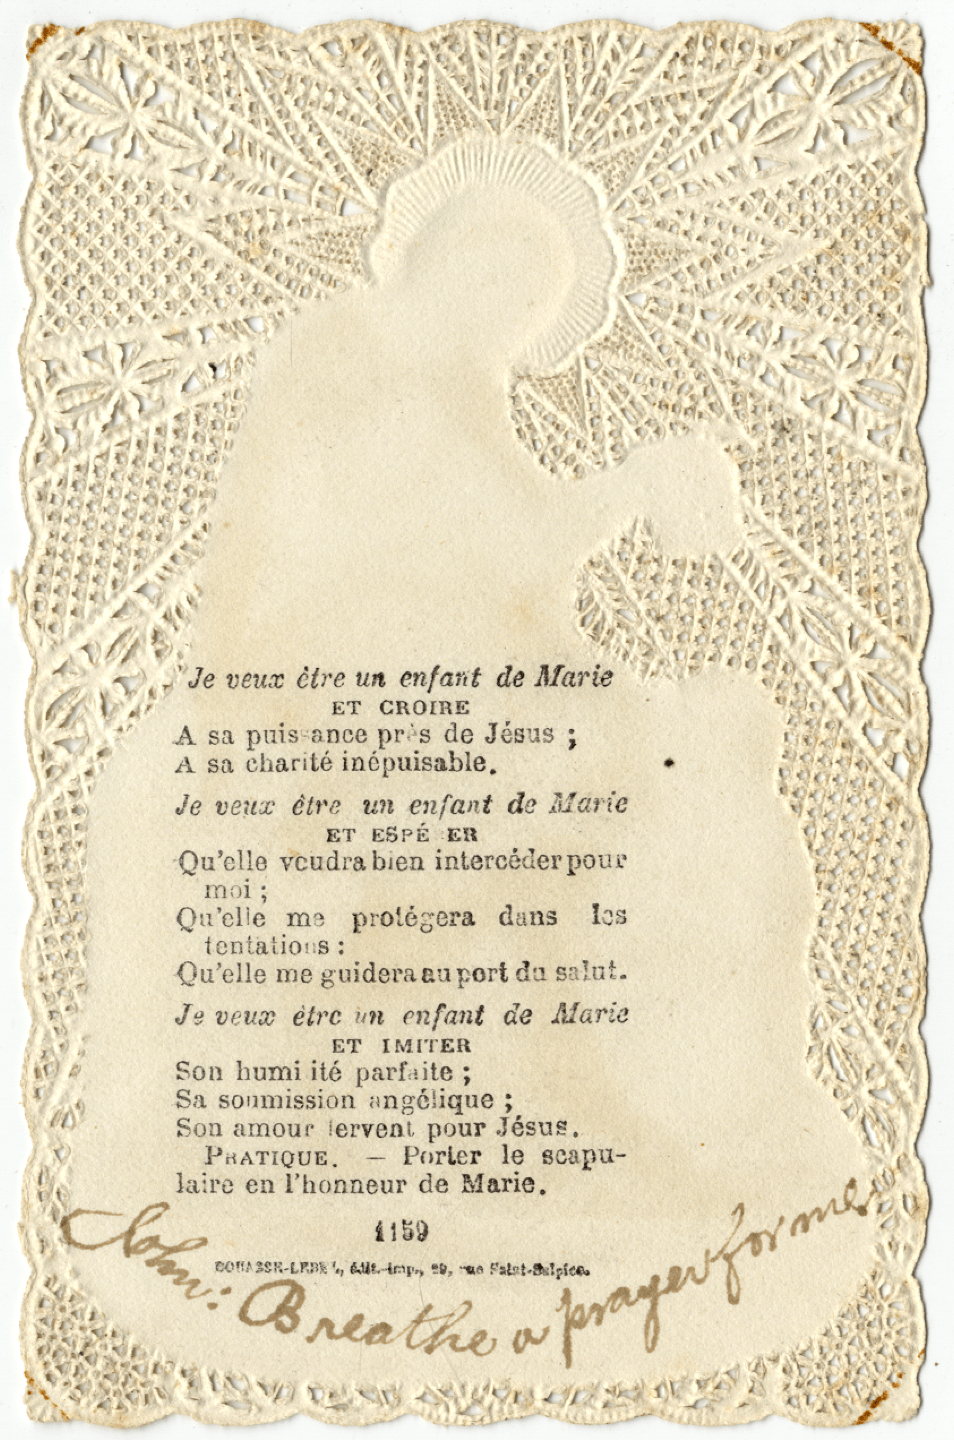 Je veux être un enfant de Marie
ET CROIRE
A sa puissance près de Jésus ;
A sa charité inépuisable.
Je veux être un enfant de Marie
ET ESPÉRER
Qu'elle voudra bien intercéder pour
moi ;
Qu'elle me protégera dans les
tentations :
Qu'elle me guidera au port du salut.
Je veux être un enfant de Marie
ET IMITER
Son humilité parfaite ;
Sa soumission angélique ;
Son amour fervent pour Jésus.
PRATIQUE. — Porter le scapu-
laire en l'honneur de Marie.
1159
BOUASSE-LEBEL, édit.-imp., 29, rue Saint-Sulpice.
John: Breathe a prayer for me